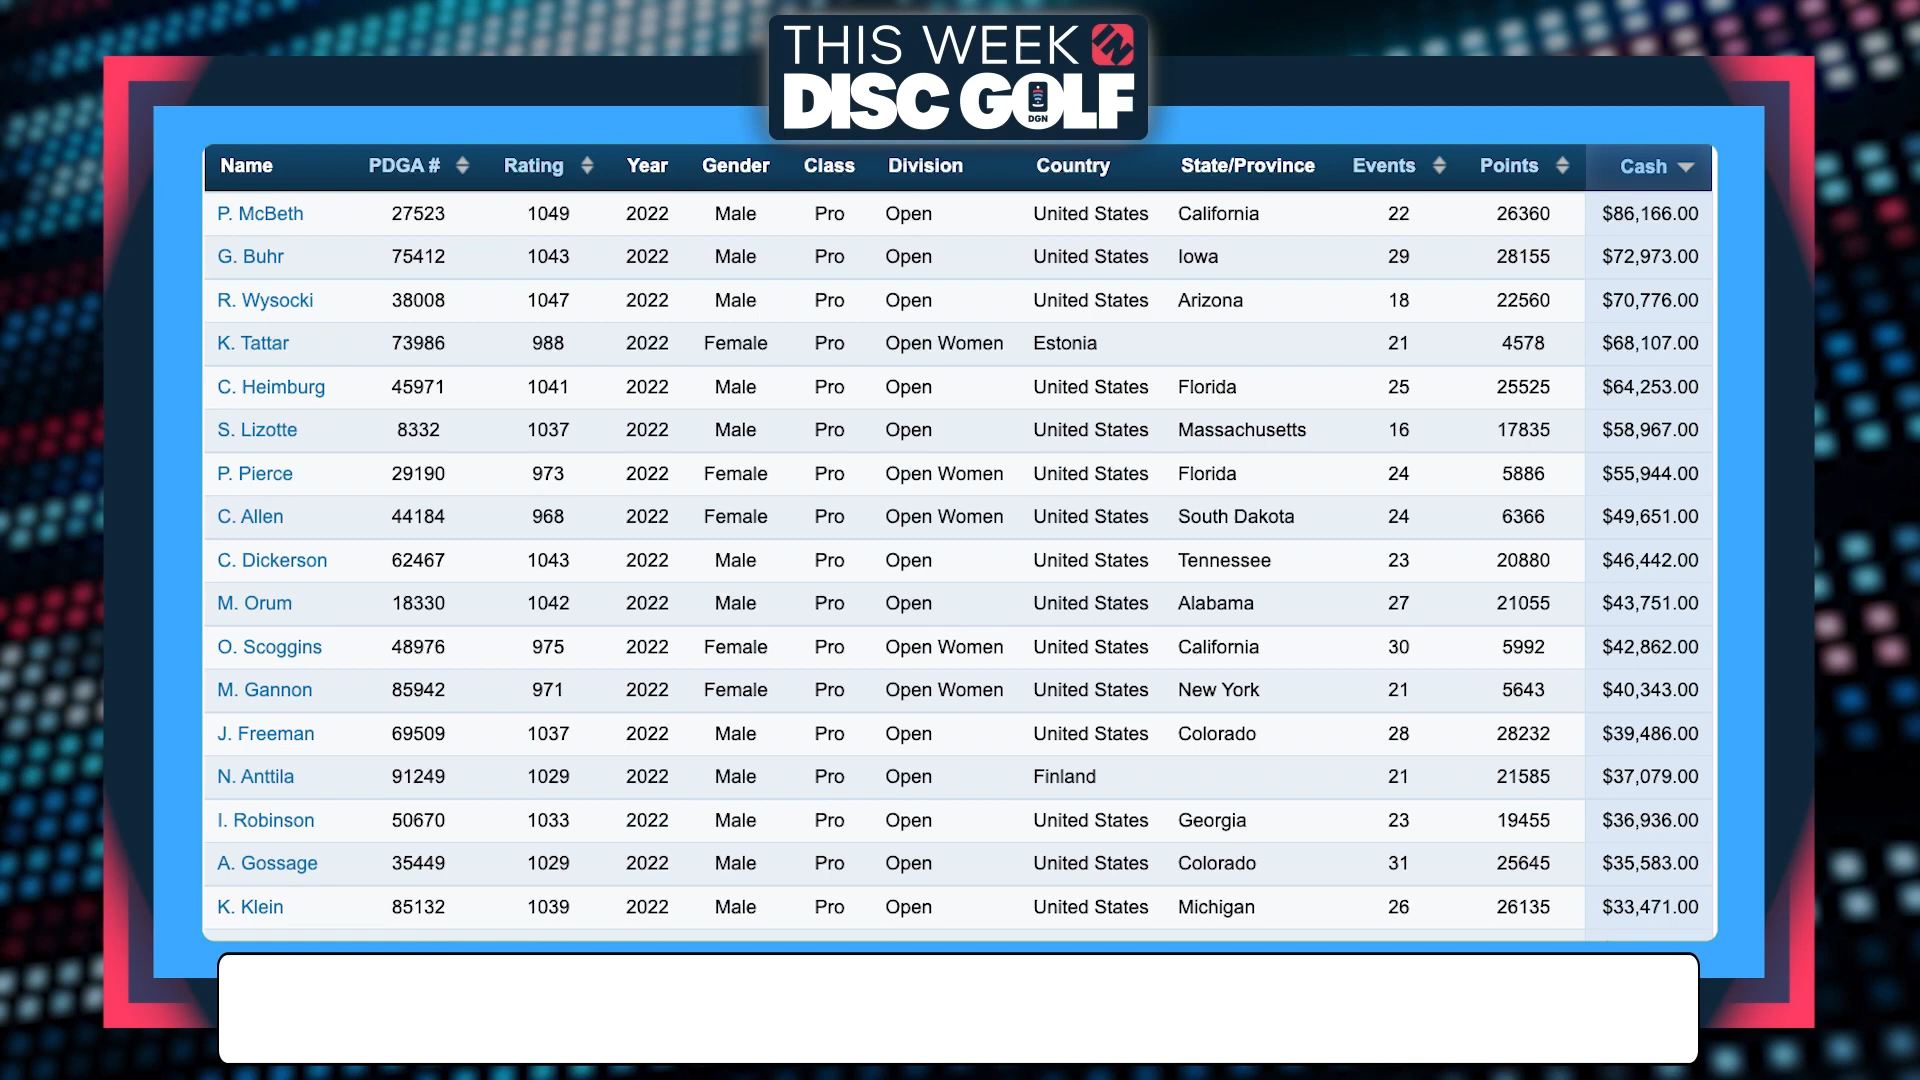 THIS WEEK IN
DISC GOLF
DGN
Name PDGA # Rating Year Gender Class Division Country State/Province Events Points Cash
P. McBeth 27523 1049 2022 Male Pro Open United States California 22 26360 $86,166.00
G. Buhr 75412 1043 2022 Male Pro Open United States Iowa 29 28155 $72,973.00
R. Wysocki 38008 1047 2022 Male Pro Open United States Arizona 18 22560 $70,776.00
K. Tattar 73986 988 2022 Female Pro Open Women Estonia 21 4578 $68,107.00
C. Heimburg 45971 1041 2022 Male Pro Open United States Florida 25 25525 $64,253.00
S. Lizotte 8332 1037 2022 Male Pro Open United States Massachusetts 16 17835 $58,967.00
P. Pierce 29190 973 2022 Female Pro Open Women United States Florida 24 5886 $55,944.00
C. Allen 44184 968 2022 Female Pro Open Women United States South Dakota 24 6366 $49,651.00
C. Dickerson 62467 1043 2022 Male Pro Open United States Tennessee 23 20880 $46,442.00
M. Orum 18330 1042 2022 Male Pro Open United States Alabama 27 21055 $43,751.00
O. Scoggins 48976 975 2022 Female Pro Open Women United States California 30 5992 $42,862.00
M. Gannon 85942 971 2022 Female Pro Open Women United States New York 21 5643 $40,343.00
J. Freeman 69509 1037 2022 Male Pro Open United States Colorado 28 28232 $39,486.00
N. Anttila 91249 1029 2022 Male Pro Open Finland 21 21585 $37,079.00
I. Robinson 50670 1033 2022 Male Pro Open United States Georgia 23 19455 $36,936.00
A. Gossage 35449 1029 2022 Male Pro Open United States Colorado 31 25645 $35,583.00
K. Klein 85132 1039 2022 Male Pro Open United States Michigan 26 26135 $33,471.00